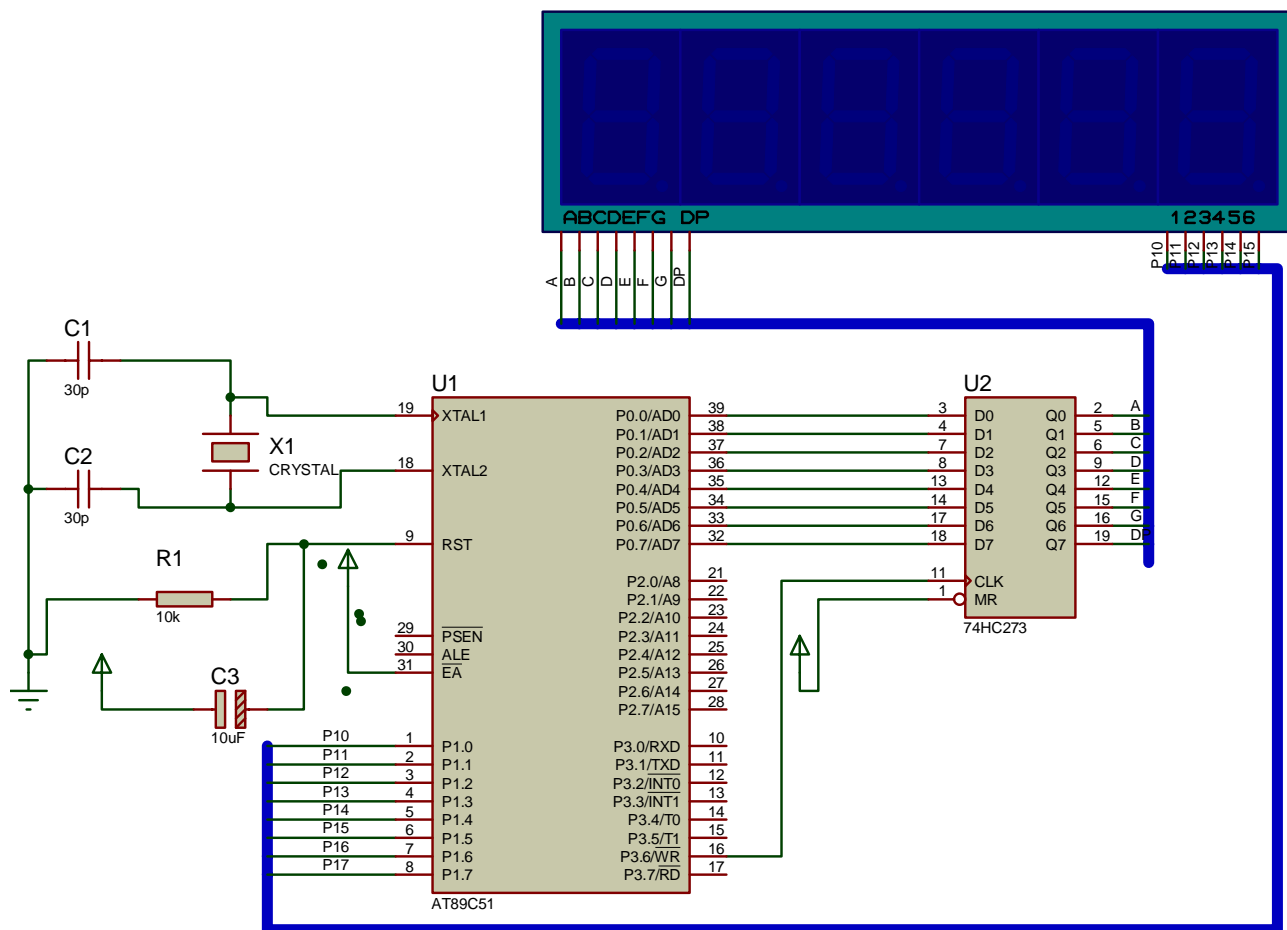 ABCDEFG DP
123456
A
B
C
D
E
F
G
DP
P10
P11
P12
P13
P14
P15
C1
30p
C2
30p
X1
CRYSTAL
R1
10k
C3
10uF
U1
19 XTAL1
18 XTAL2
9 RST
29 PSEN
30 ALE
31 EA
P10 1 P1.0
P11 2 P1.1
P12 3 P1.2
P13 4 P1.3
P14 5 P1.4
P15 6 P1.5
P16 7 P1.6
P17 8 P1.7
P0.0/AD0 39
P0.1/AD1 38
P0.2/AD2 37
P0.3/AD3 36
P0.4/AD4 35
P0.5/AD5 34
P0.6/AD6 33
P0.7/AD7 32
P2.0/A8 21
P2.1/A9 22
P2.2/A10 23
P2.3/A11 24
P2.4/A12 25
P2.5/A13 26
P2.6/A14 27
P2.7/A15 28
P3.0/RXD 10
P3.1/TXD 11
P3.2/INT0 12
P3.3/INT1 13
P3.4/T0 14
P3.5/T1 15
P3.6/WR 16
P3.7/RD 17
AT89C51
U2
3 D0 Q0 2 A
4 D1 Q1 5 B
7 D2 Q2 6 C
8 D3 Q3 9 D
13 D4 Q4 12 E
14 D5 Q5 15 F
17 D6 Q6 16 G
18 D7 Q7 19 DP
11 CLK
1 MR
74HC273